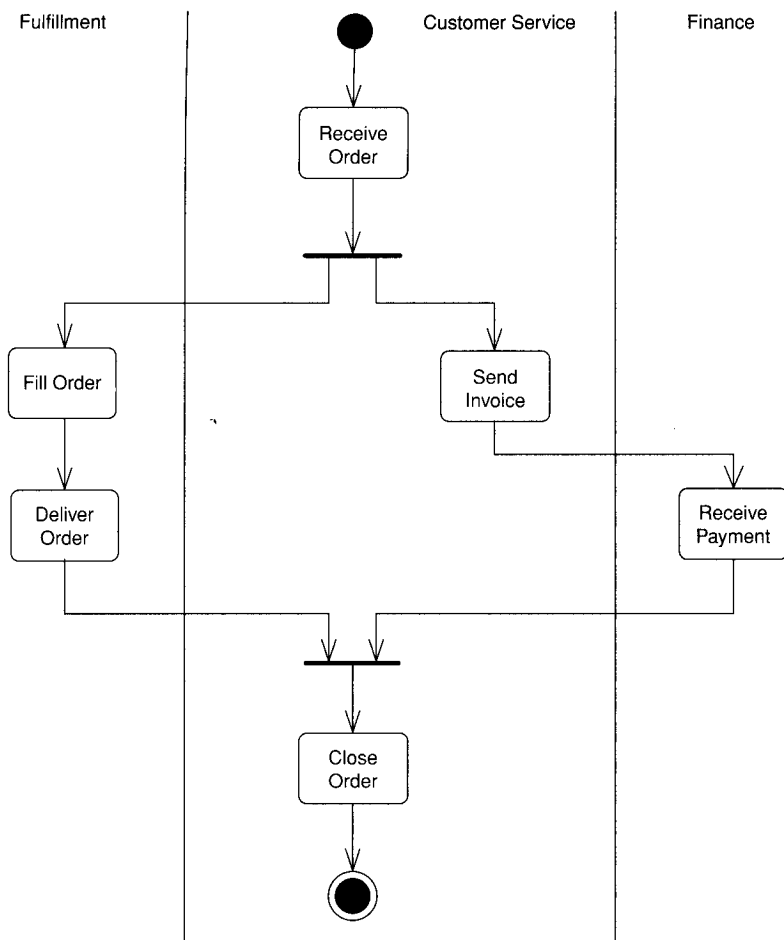 Fulfillment
Customer Service
Finance
Receive
Order
Fill Order
Send
Invoice
Deliver
Order
Receive
Payment
Close
Order